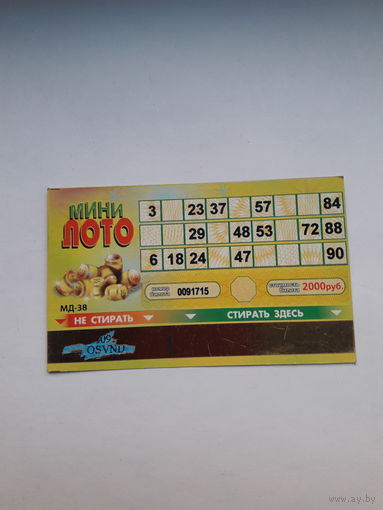 МИНИ
ЛОТО
3 23 37 57 84
29 48 53 72 88
6 18 24 47 90
номер билета 0091715 стоимость билета 2000руб.
МД-38
НЕ СТИРАТЬ СТИРАТЬ ЗДЕСЬ
09
OSVND
https://www.ay.by